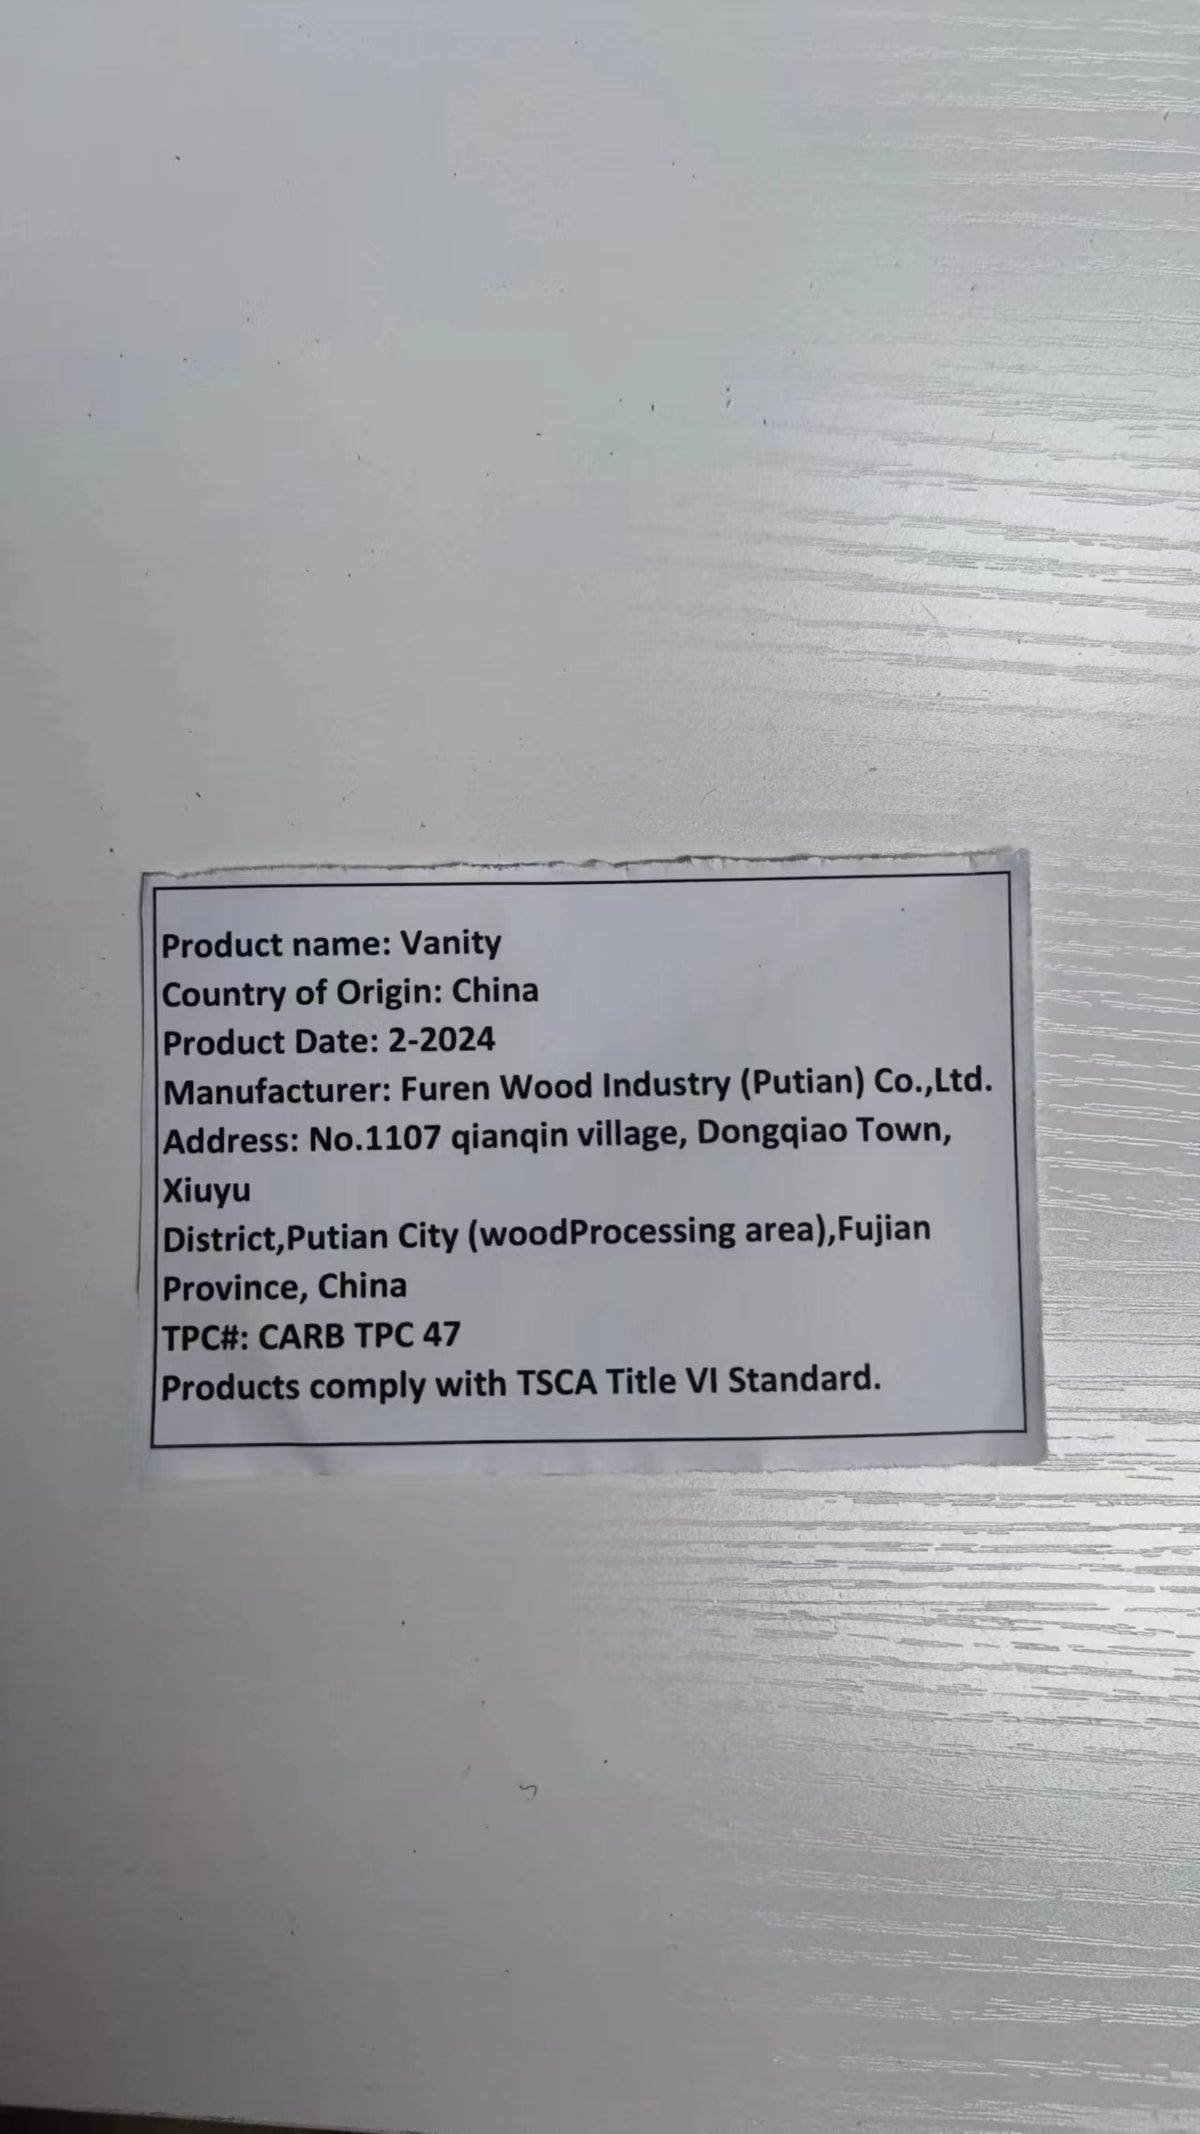 Product name: Vanity
Country of Origin: China
Product Date: 2-2024
Manufacturer: Furen Wood Industry (Putian) Co.,Ltd.
Address: No.1107 qianqin village, Dongqiao Town,
Xiuyu
District,Putian City (woodProcessing area),Fujian
Province, China
TPC#: CARB TPC 47
Products comply with TSCA Title VI Standard.